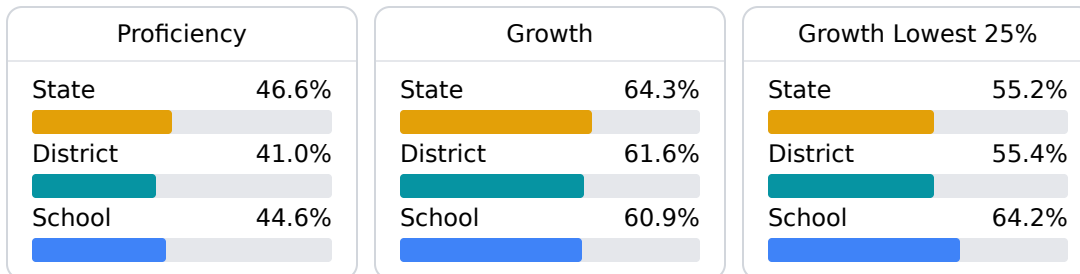 Proficiency
State 46.6%
District 41.0%
School 44.6%
Growth
State 64.3%
District 61.6%
School 60.9%
Growth Lowest 25%
State 55.2%
District 55.4%
School 64.2%